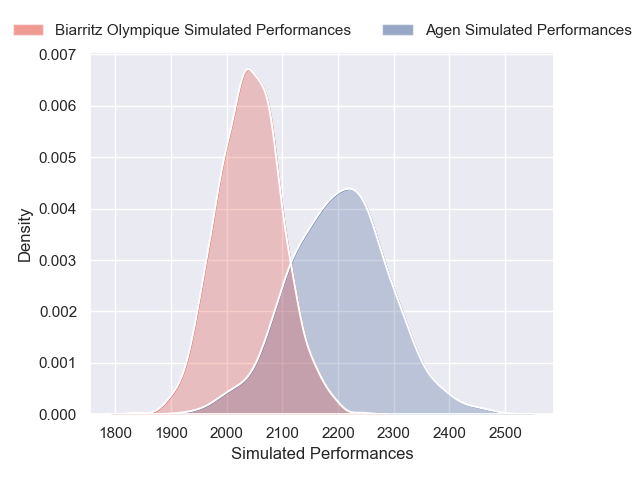 Biarritz Olympique Simulated Performances
Agen Simulated Performances
0.007
0.006
0.005
0.004
0.003
0.002
0.001
0.000
Density
1800 1900 2000 2100 2200 2300 2400 2500
Simulated Performances